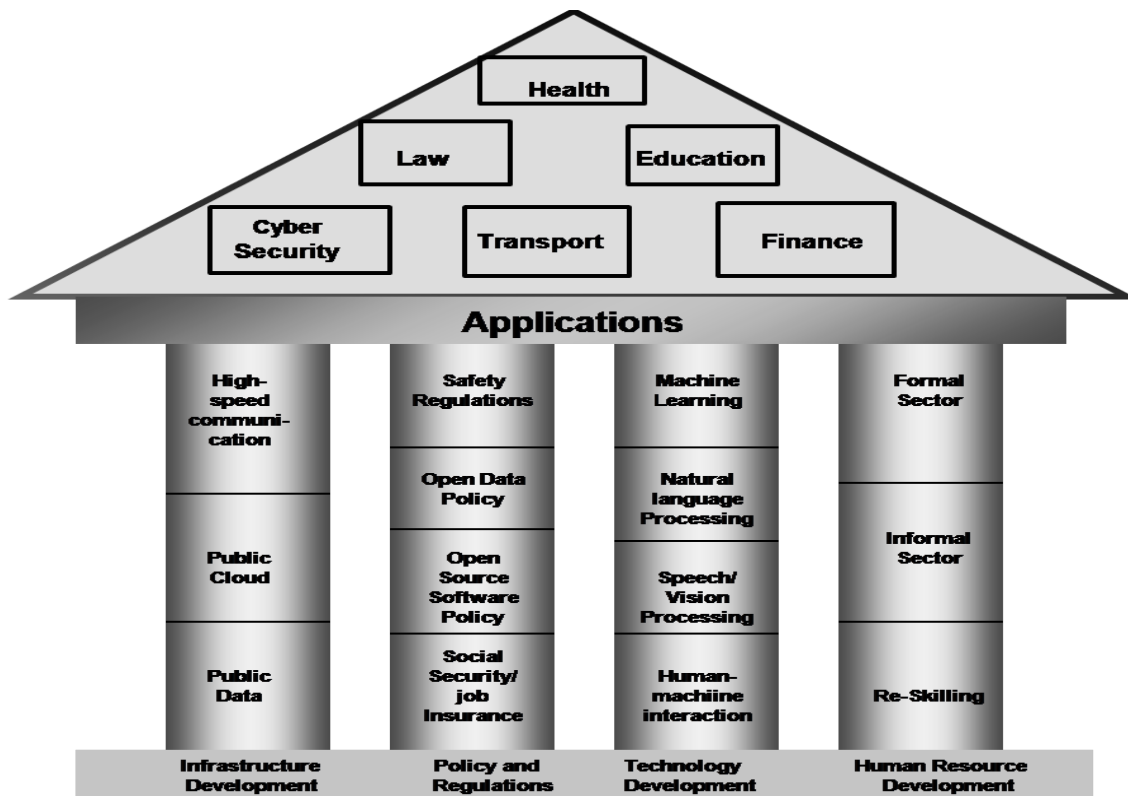 Health
Law
Education
Cyber
Security
Transport
Finance
Applications
High-
speed
communi-
cation
Public
Cloud
Public
Data
Safety
Regulations
Open Data
Policy
Open
Source
Software
Policy
Social
Security/
job
Insurance
Machine
Learning
Natural
language
Processing
Speech/
Vision
Processing
Human-
machiine
interaction
Formal
Sector
Informal
Sector
Re-Skilling
Infrastructure
Development
Policy and
Regulations
Technology
Development
Human Resource
Development